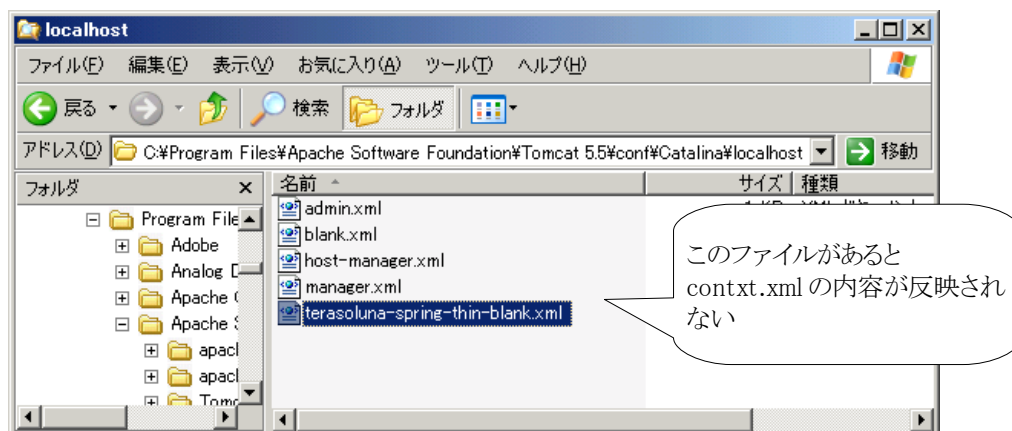 localhost
ファイル(F) 編集(E) 表示(V) お気に入り(A) ツール(T) ヘルプ(H)
戻る 検索 フォルダ
アドレス(D) C:¥Program Files¥Apache Software Foundation¥Tomcat 5.5¥conf¥Catalina¥localhost 移動
フォルダ × 名前 サイズ 種類
Program File
Adobe
Analog
Apache
Apache
apacl
apacl
admin.xml
blank.xml
host-manager.xml
manager.xml
terasoluna-spring-thin-blank.xml
このファイルがあると
contxt.xml の内容が反映され
ない